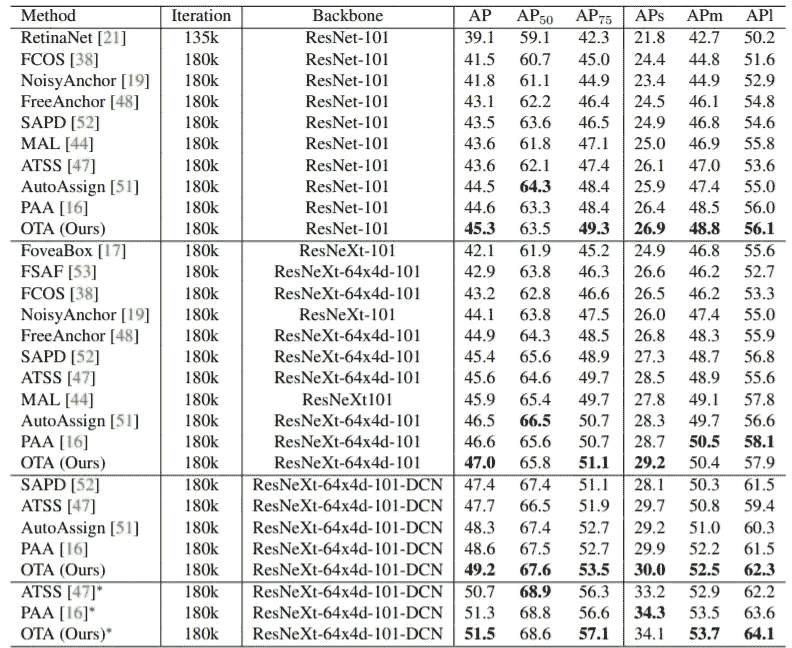 Method Iteration Backbone AP AP50 AP75 APs APm APl
RetinaNet [21] 135k ResNet-101 39.1 59.1 42.3 21.8 42.7 50.2
FCOS [38] 180k ResNet-101 41.5 60.7 45.0 24.4 44.8 51.6
NoisyAnchor [19] 180k ResNet-101 41.8 61.1 44.9 23.4 44.9 52.9
FreeAnchor [48] 180k ResNet-101 43.1 62.2 46.4 24.5 46.1 54.8
SAPD [52] 180k ResNet-101 43.5 63.6 46.5 24.9 46.8 54.6
MAL [44] 180k ResNet-101 43.6 61.8 47.1 25.0 46.9 55.8
ATSS [47] 180k ResNet-101 43.6 62.1 47.4 26.1 47.0 53.6
AutoAssign [51] 180k ResNet-101 44.5 64.3 48.4 25.9 47.4 55.0
PAA [16] 180k ResNet-101 44.6 63.3 48.4 26.4 48.5 56.0
OTA (Ours) 180k ResNet-101 45.3 63.5 49.3 26.9 48.8 56.1
FoveaBox [17] 180k ResNeXt-101 42.1 61.9 45.2 24.9 46.8 55.6
FSAF [53] 180k ResNeXt-64x4d-101 42.9 63.8 46.3 26.6 46.2 52.7
FCOS [38] 180k ResNeXt-64x4d-101 43.2 62.8 46.6 26.5 46.2 53.3
NoisyAnchor [19] 180k ResNeXt-101 44.1 63.8 47.5 26.0 47.4 55.0
FreeAnchor [48] 180k ResNeXt-64x4d-101 44.9 64.3 48.5 26.8 48.3 55.9
SAPD [52] 180k ResNeXt-64x4d-101 45.4 65.6 48.9 27.3 48.7 56.8
ATSS [47] 180k ResNeXt-64x4d-101 45.6 64.6 49.7 28.5 48.9 55.6
MAL [44] 180k ResNeXt101 45.9 65.4 49.7 27.8 49.1 57.8
AutoAssign [51] 180k ResNeXt-64x4d-101 46.5 66.5 50.7 28.3 49.7 56.6
PAA [16] 180k ResNeXt-64x4d-101 46.6 65.6 50.7 28.7 50.5 58.1
OTA (Ours) 180k ResNeXt-64x4d-101 47.0 65.8 51.1 29.2 50.4 57.9
SAPD [52] 180k ResNeXt-64x4d-101-DCN 47.4 67.4 51.1 28.1 50.3 61.5
ATSS [47] 180k ResNeXt-64x4d-101-DCN 47.7 66.5 51.9 29.7 50.8 59.4
AutoAssign [51] 180k ResNeXt-64x4d-101-DCN 48.3 67.4 52.7 29.2 51.0 60.3
PAA [16] 180k ResNeXt-64x4d-101-DCN 48.6 67.5 52.7 29.9 52.2 61.5
OTA (Ours) 180k ResNeXt-64x4d-101-DCN 49.2 67.6 53.5 30.0 52.5 62.3
ATSS [47]* 180k ResNeXt-64x4d-101-DCN 50.7 68.9 56.3 33.2 52.9 62.2
PAA [16]* 180k ResNeXt-64x4d-101-DCN 51.3 68.8 56.6 34.3 53.5 63.6
OTA (Ours)* 180k ResNeXt-64x4d-101-DCN 51.5 68.6 57.1 34.1 53.7 64.1